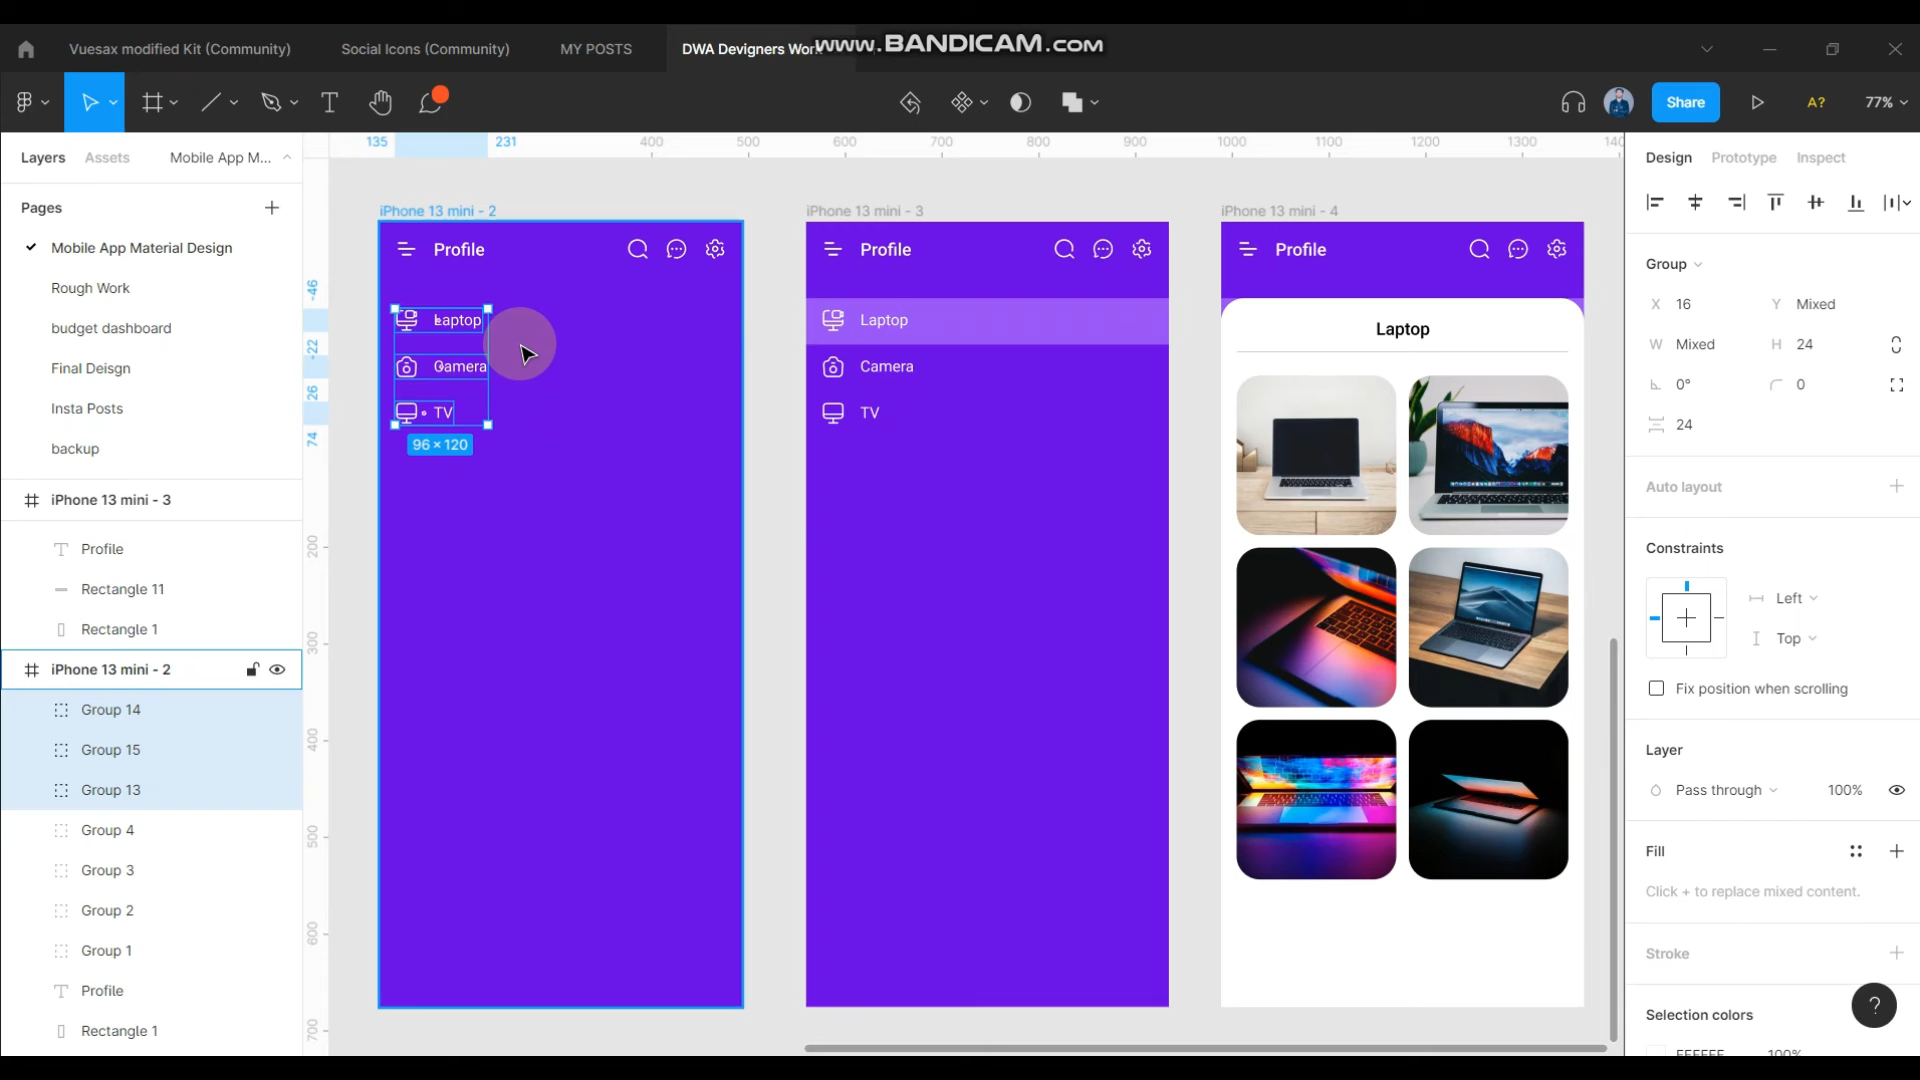 Vuesax modified Kit (Community)
Social Icons (Community)
MY POSTS
DWA Devigners Wor
www.BANDICAM.com
T
Share
A?
77%
Layers
Assets
Mobile App M...
Pages
Mobile App Material Design
Rough Work
budget dashboard
Final Deisgn
Insta Posts
backup
iPhone 13 mini - 3
Profile
Rectangle 11
Rectangle 1
iPhone 13 mini - 2
Group 14
Group 15
Group 13
Group 4
Group 3
Group 2
Group 1
Profile
Rectangle 1
135
231
400
500
600
700
800
900
1000
1100
1200
1300
140
-46
-22
26
74
200
300
400
500
600
700
iPhone 13 mini - 2
Profile
Laptop
Camera
TV
96 × 120
iPhone 13 mini - 3
Profile
Laptop
Camera
TV
iPhone 13 mini - 4
Profile
Laptop
Design
Prototype
Inspect
Group
X 16
Y Mixed
W Mixed
H 24
0°
0
24
Auto layout
Constraints
Left
Top
Fix position when scrolling
Layer
Pass through
100%
Fill
Click + to replace mixed content.
Stroke
?
Selection colors
FFFFFF
100%